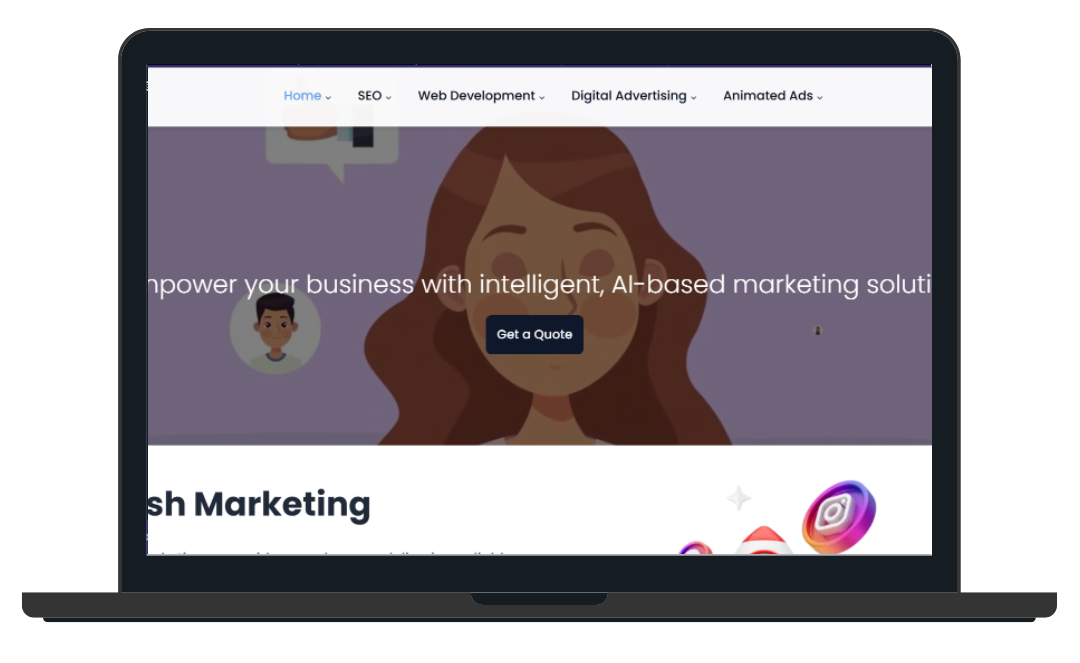 Home SEO Web Development Digital Advertising Animated Ads
npower your business with intelligent, AI-based marketing soluti
Get a Quote
sh Marketing